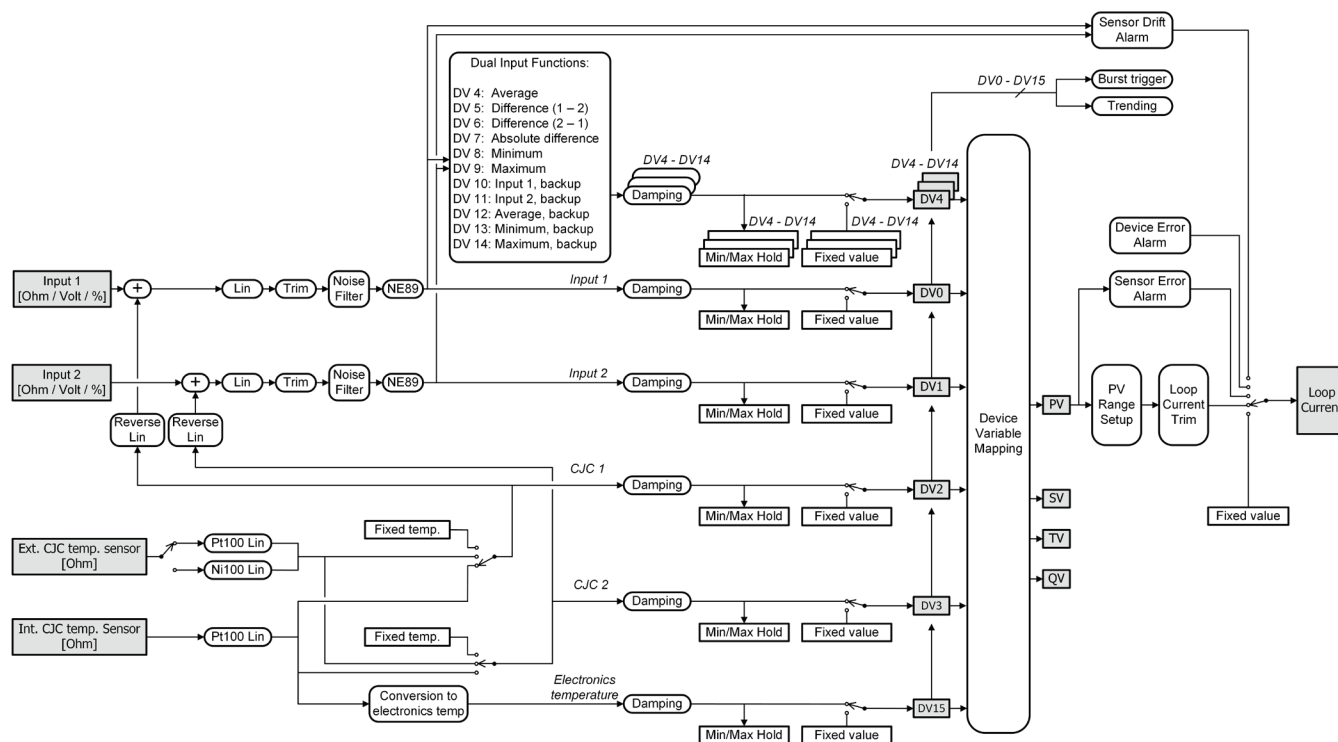 Sensor Drift
Alarm
Dual Input Functions:
DV 4: Average
DV 5: Difference (1 – 2)
DV 6: Difference (2 – 1)
DV 7: Absolute difference
DV 8: Minimum
DV 9: Maximum
DV 10: Input 1, backup
DV 11: Input 2, backup
DV 12: Average, backup
DV 13: Minimum, backup
DV 14: Maximum, backup
DV0 - DV15
Burst trigger
Trending
DV4 - DV14
Damping
DV4 - DV14
DV4
DV4 - DV14
Min/Max Hold
DV4 - DV14
Fixed value
Device Error
Alarm
Input 1
[Ohm / Volt / %]
+
Lin
Trim
Noise
Filter
NE89
Input 1
Damping
Min/Max Hold
Fixed value
DV0
Sensor Error
Alarm
Input 2
[Ohm / Volt / %]
+
Lin
Trim
Noise
Filter
NE89
Input 2
Damping
Min/Max Hold
Fixed value
DV1
Device
Variable
Mapping
PV
PV
Range
Setup
Loop
Current
Trim
Loop
Current
Reverse
Lin
Reverse
Lin
CJC 1
Damping
Min/Max Hold
Fixed value
DV2
SV
TV
QV
Fixed value
Ext. CJC temp. sensor
[Ohm]
Pt100 Lin
Ni100 Lin
Fixed temp.
CJC 2
Damping
Min/Max Hold
Fixed value
DV3
Int. CJC temp. Sensor
[Ohm]
Pt100 Lin
Fixed temp.
Conversion to
electronics temp
Electronics
temperature
Damping
Min/Max Hold
Fixed value
DV15